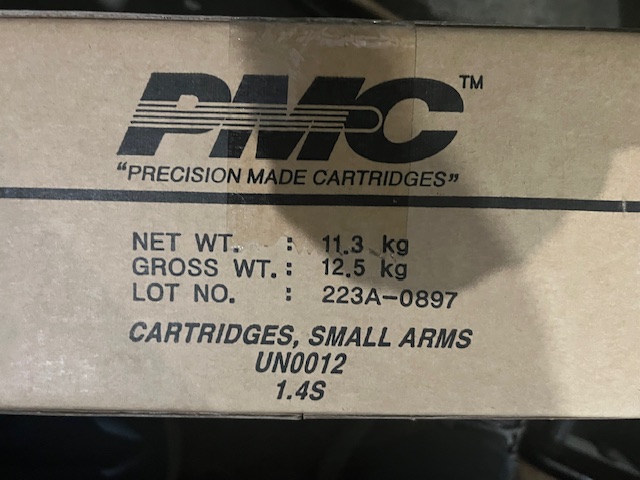 PMC™
"PRECISION MADE CARTRIDGES"
NET WT. : 11.3 kg
GROSS WT. : 12.5 kg
LOT NO. : 223A-0897
CARTRIDGES, SMALL ARMS
UN0012
1.4S